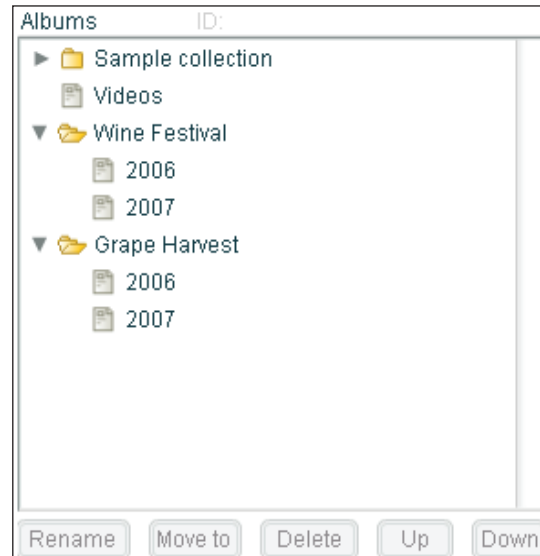 Albums ID:
Sample collection
Videos
Wine Festival
2006
2007
Grape Harvest
2006
2007
Rename Move to Delete Up Down